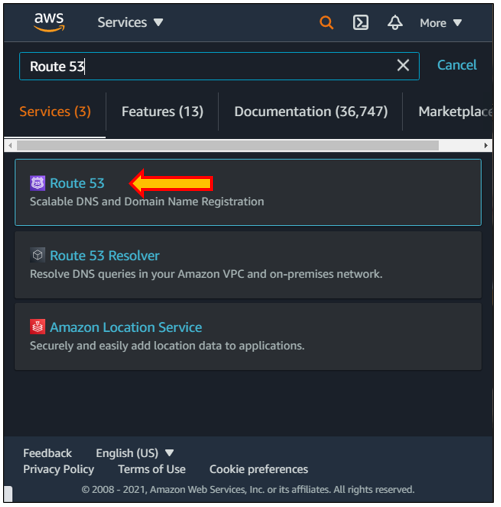 aws Services More
Route 53 Cancel
Services (3) Features (13) Documentation (36,747) Marketplace
Route 53
Scalable DNS and Domain Name Registration
Route 53 Resolver
Resolve DNS queries in your Amazon VPC and on-premises network.
Amazon Location Service
Securely and easily add location data to applications.
Feedback English (US)
Privacy Policy Terms of Use Cookie preferences
© 2008 - 2021, Amazon Web Services, Inc. or its affiliates. All rights reserved.